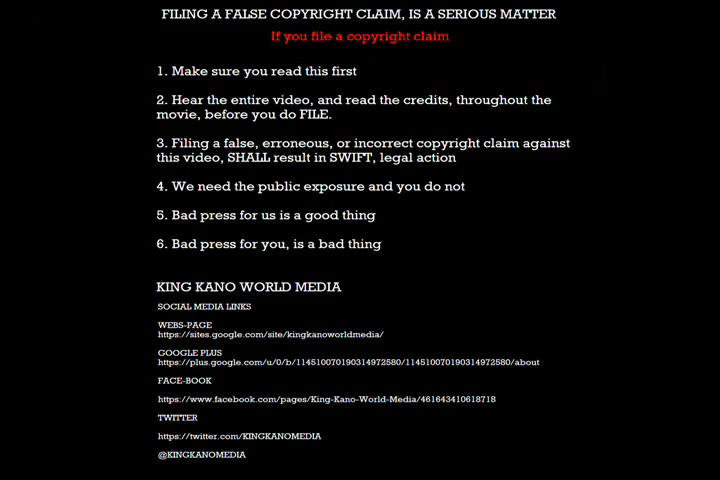 FILING A FALSE COPYRIGHT CLAIM, IS A SERIOUS MATTER
If you file a copyright claim
1. Make sure you read this first
2. Hear the entire video, and read the credits, throughout the
movie, before you do FILE.
3. Filing a false, erroneous, or incorrect copyright claim against
this video, SHALL result in SWIFT, legal action
4. We need the public exposure and you do not
5. Bad press for us is a good thing
6. Bad press for you, is a bad thing
KING KANO WORLD MEDIA
SOCIAL MEDIA LINKS
WEBS-PAGE
https://sites.google.com/site/kingkanoworldmedia/
GOOGLE PLUS
https://plus.google.com/u/0/b/114510070190314972580/114510070190314972580/about
FACE-BOOK
https://www.facebook.com/pages/King-Kano-World-Media/461643410618718
TWITTER
https://twitter.com/KINGKANOMEDIA
@KINGKANOMEDIA